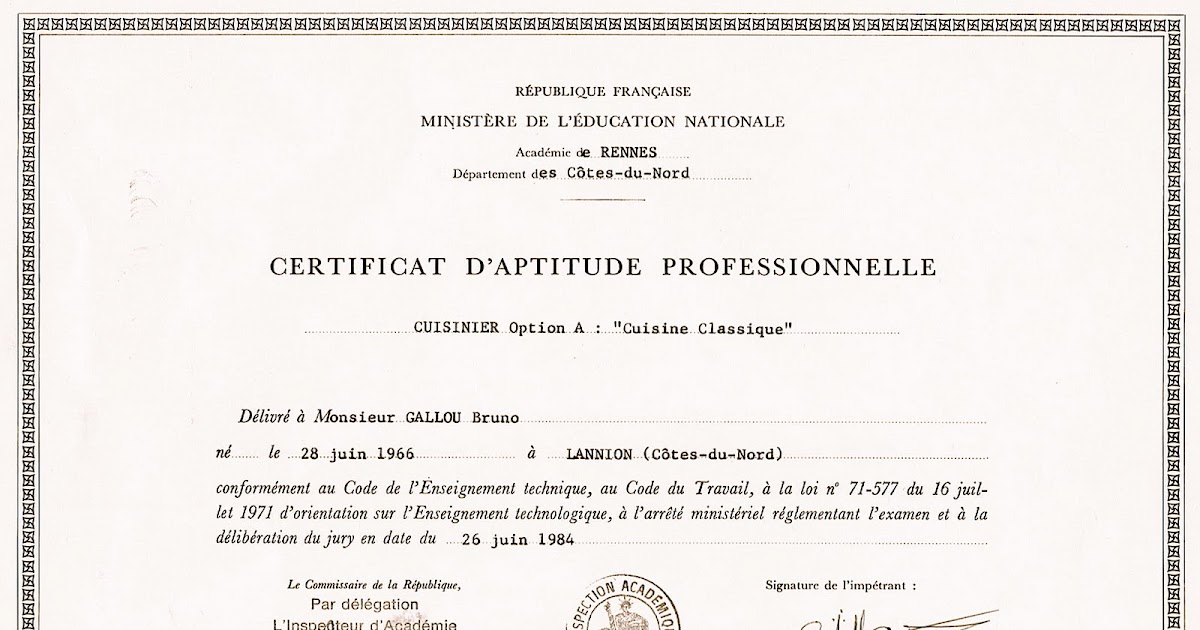 RÉPUBLIQUE FRANÇAISE
MINISTÈRE DE L'ÉDUCATION NATIONALE
Académie de RENNES
Département des Côtes-du-Nord
CERTIFICAT D'APTITUDE PROFESSIONNELLE
CUISINIER Option A : "Cuisine Classique"
Délivré à Monsieur GALLOU Bruno
né le 28 juin 1966 à LANNION (Côtes-du-Nord)
conformément au Code de l'Enseignement technique, au Code du Travail, à la loi n° 71-577 du 16 juil-
let 1971 d'orientation sur l'Enseignement technologique, à l'arrêté ministériel réglementant l'examen et à la
délibération du jury en date du 26 juin 1984
Le Commissaire de la République,
Par délégation
L'Inspecteur d'Académie
SPECTION ACADÉMIQU
Signature de l'impétrant :